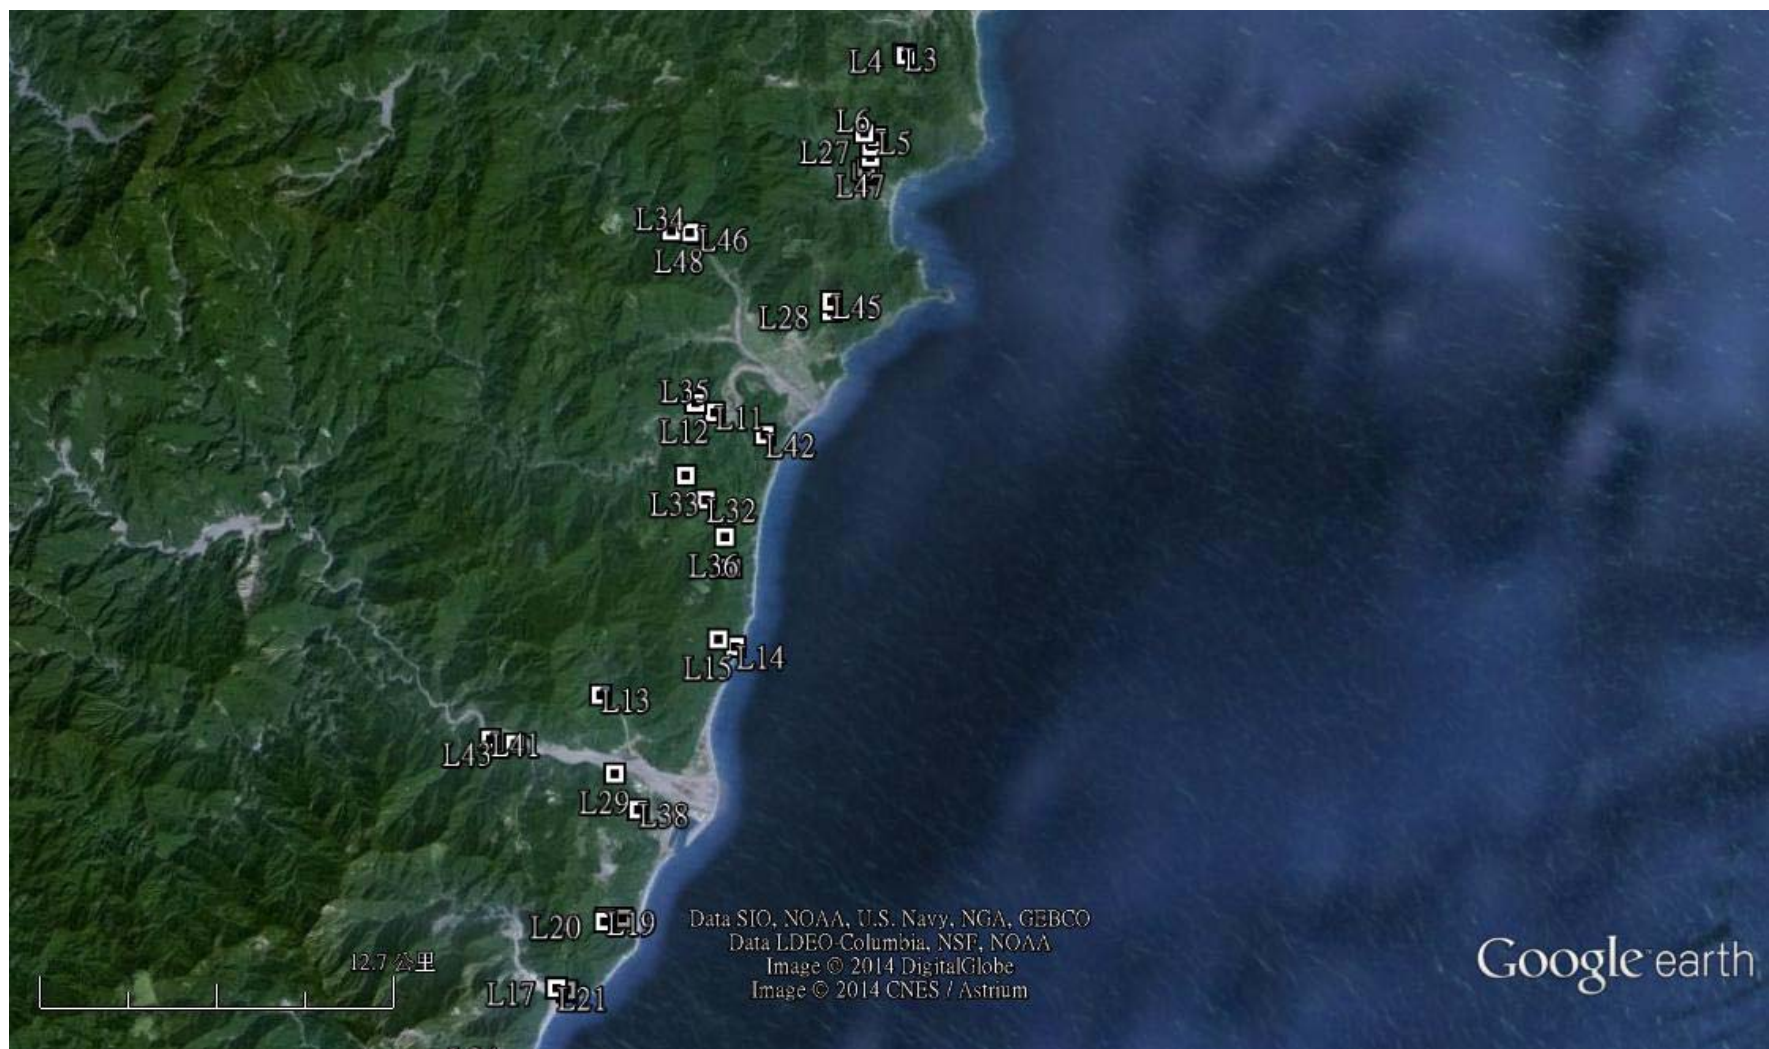 L4 L3
L6
L5
L27
L47
L34
L46
L48
L45
L28
L35
L11
L12
L42
L33
L32
L36
L14
L15
L13
L43 L41
L29
L38
L20 L19
Data SIO, NOAA, U.S. Navy, NGA, GEBCO
Data LDEO-Columbia, NSF, NOAA
Image © 2014 DigitalGlobe
Image © 2014 CNES / Astrium
Google earth
12.7 公里
L17 L21